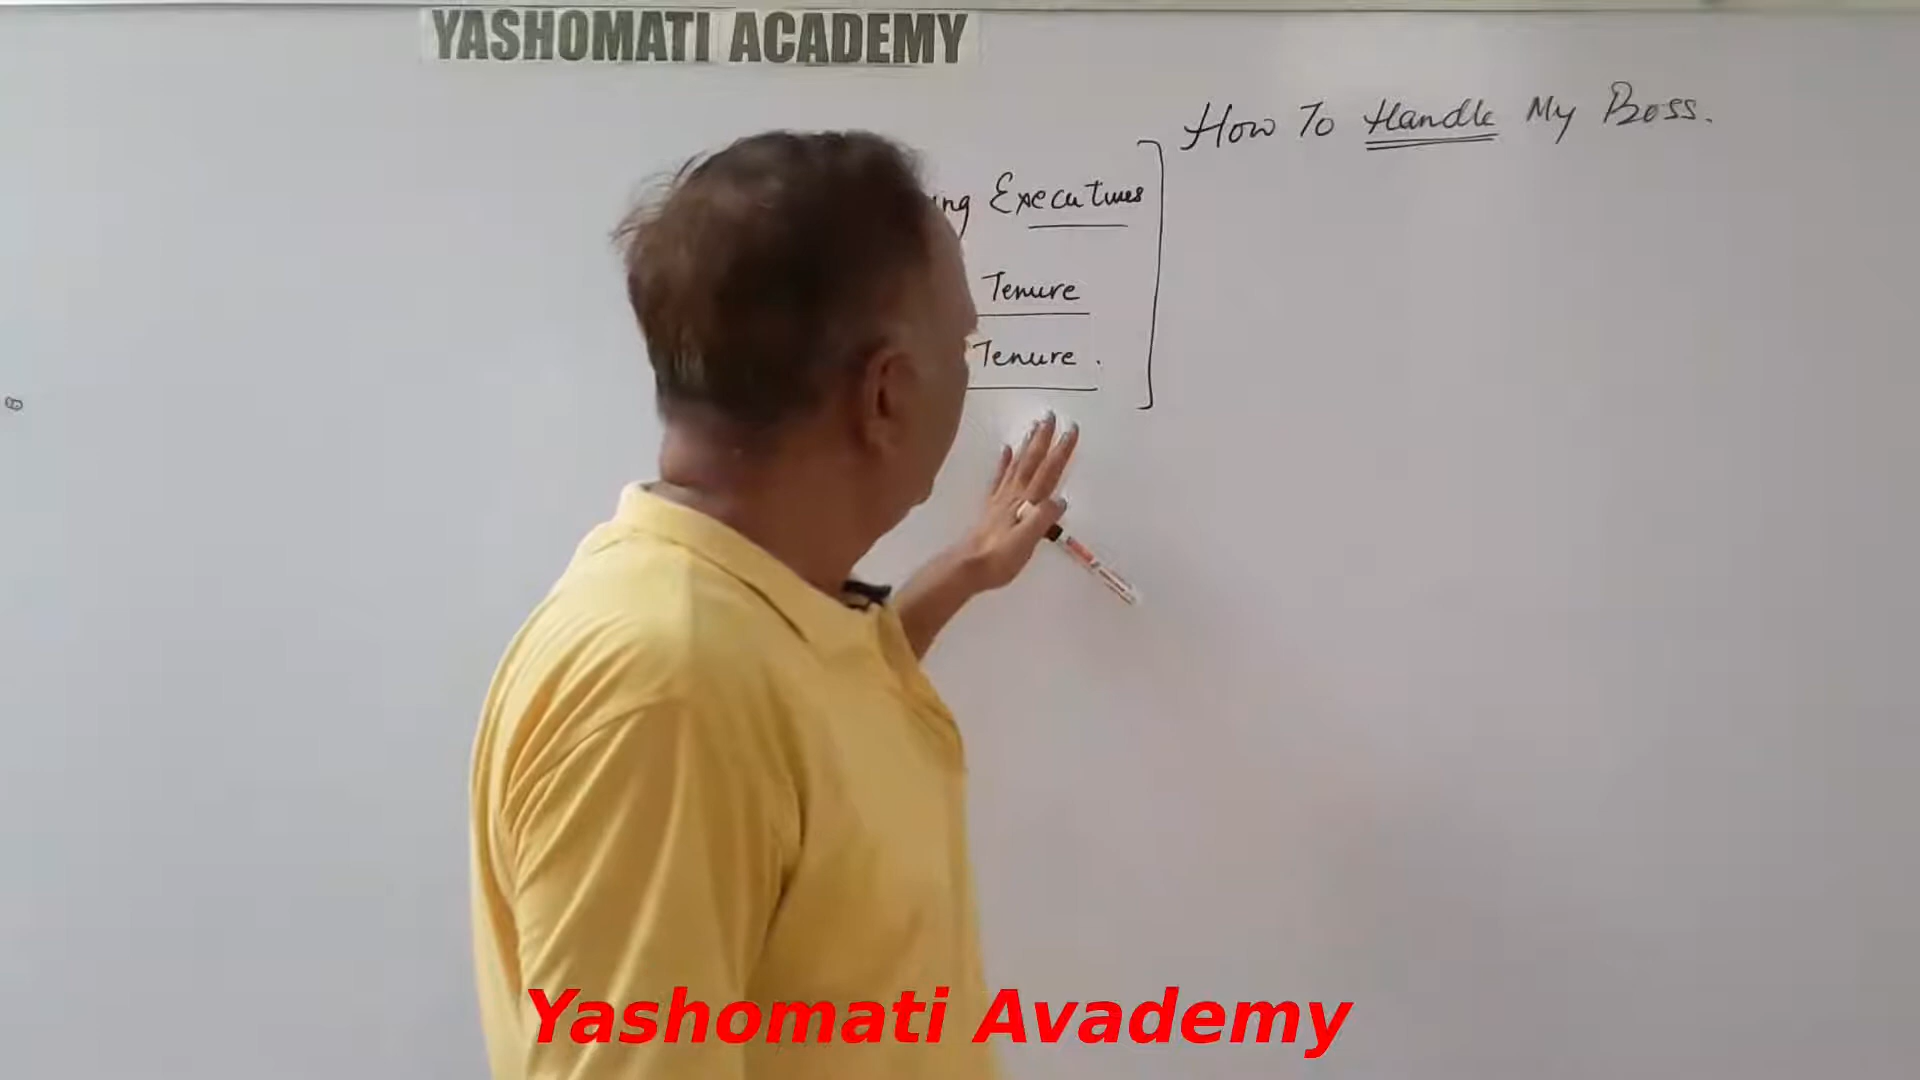 YASHOMATI ACADEMY
How To Handle My Boss.
ing Executives
Tenure
Tenure.
Yashomati Avademy